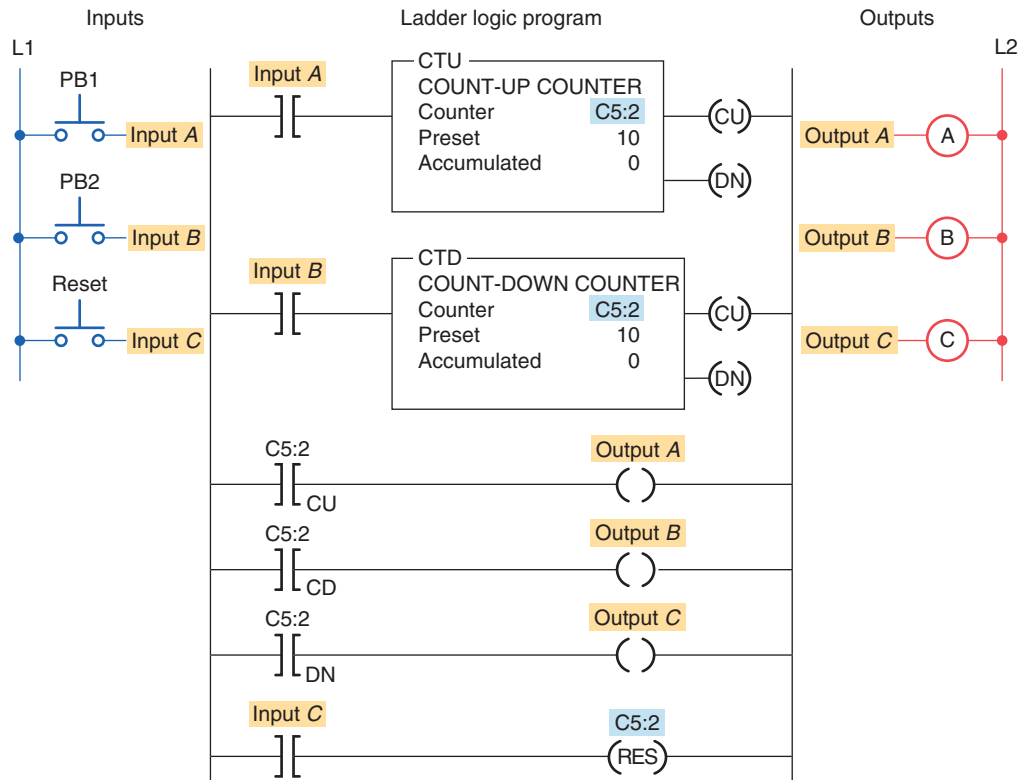 Inputs
Ladder logic program
Outputs
L1
L2
PB1
Input A
PB2
Input B
Reset
Input C
Input A
CTU
COUNT-UP COUNTER
Counter C5:2
Preset 10
Accumulated 0
CU
DN
Input B
CTD
COUNT-DOWN COUNTER
Counter C5:2
Preset 10
Accumulated 0
CU
DN
C5:2
CU
Output A
C5:2
CD
Output B
C5:2
DN
Output C
Input C
C5:2
RES
Output A
A
Output B
B
Output C
C